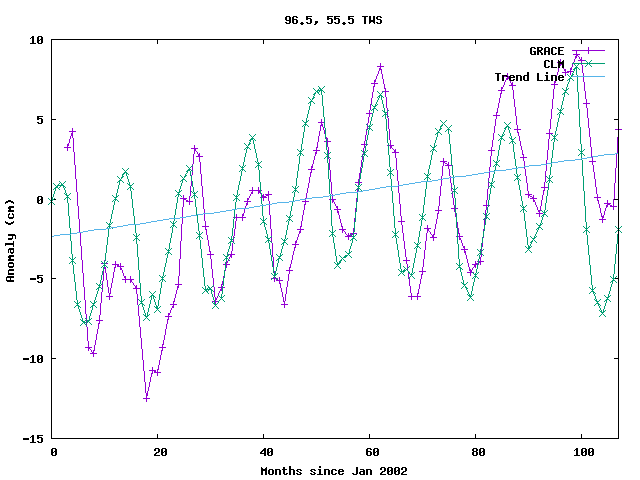 96.5, 55.5 TWS
GRACE
CLM
Trend Line
10
5
0
-5
-10
-15
Anomaly (cm)
0 20 40 60 80 100
Months since Jan 2002